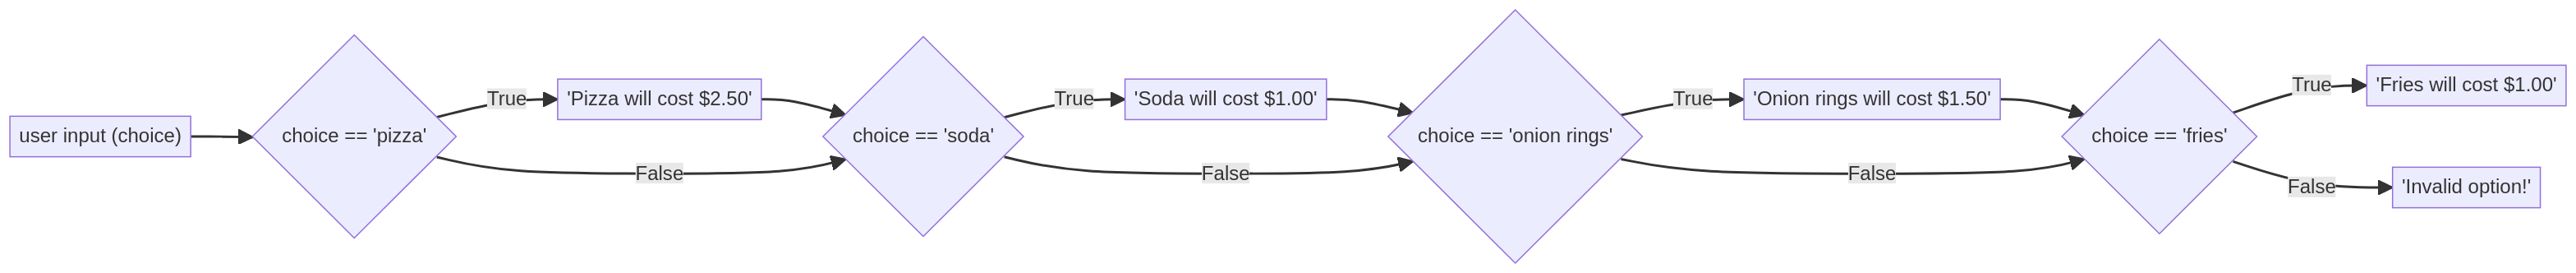 user input (choice)
choice == 'pizza'
True
False
'Pizza will cost $2.50'
choice == 'soda'
True
False
'Soda will cost $1.00'
choice == 'onion rings'
True
False
'Onion rings will cost $1.50'
choice == 'fries'
True
False
'Fries will cost $1.00'
'Invalid option!'